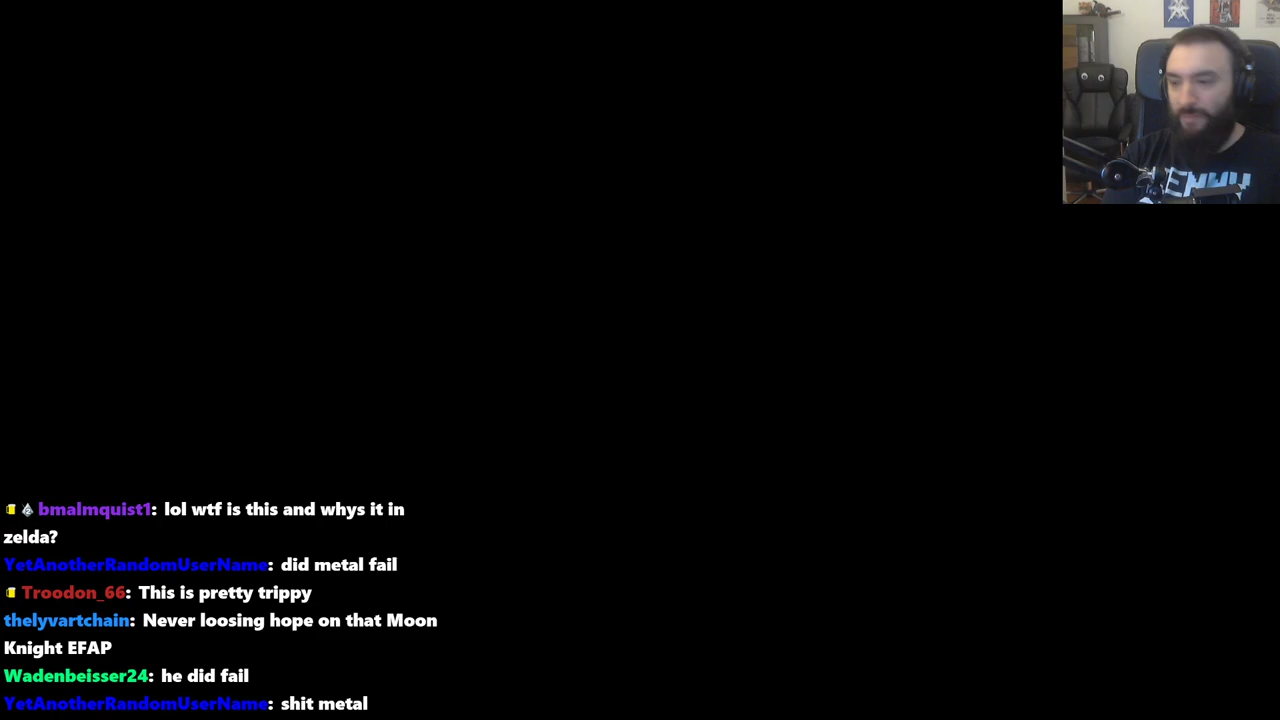 bmalmquist1: lol wtf is this and whys it in
zelda?
YetAnotherRandomUserName: did metal fail
Troodon_66: This is pretty trippy
thelyvartchain: Never loosing hope on that Moon
Knight EFAP
Wadenbeisser24: he did fail
YetAnotherRandomUserName: shit metal